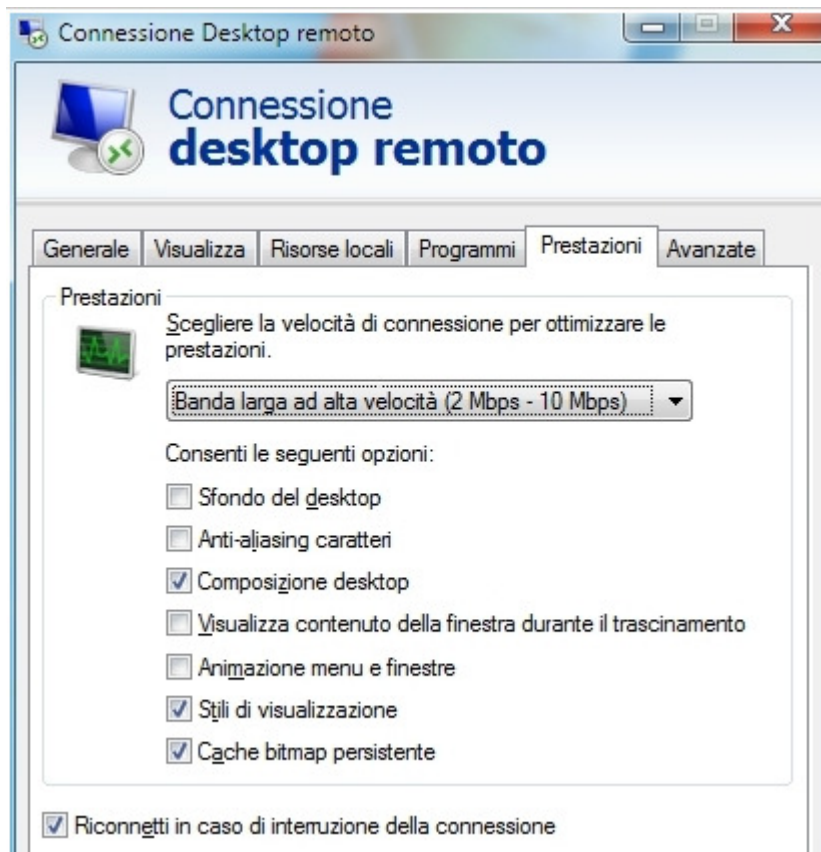 Connessione Desktop remoto
Connessione
desktop remoto
Generale Visualizza Risorse locali Programmi Prestazioni Avanzate
Prestazioni
Scegliere la velocità di connessione per ottimizzare le
prestazioni.
Banda larga ad alta velocità (2 Mbps - 10 Mbps)
Consenti le seguenti opzioni:
Sfondo del desktop
Anti-aliasing caratteri
Composizione desktop
Visualizza contenuto della finestra durante il trascinamento
Animazione menu e finestre
Stili di visualizzazione
Cache bitmap persistente
Riconnetti in caso di interruzione della connessione